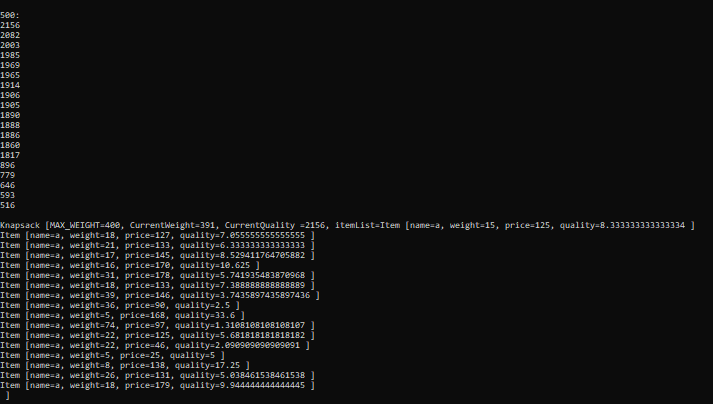 500:
2156
2082
2003
1985
1969
1965
1914
1906
1905
1890
1888
1886
1860
1817
896
779
646
593
516
Knapsack [MAX_WEIGHT=400, CurrentWeight=391, CurrentQuality =2156, itemList=Item [name=a, weight=15, price=125, quality=8.333333333333334 ]
Item [name=a, weight=18, price=127, quality=7.055555555555555 ]
Item [name=a, weight=21, price=133, quality=6.333333333333333 ]
Item [name=a, weight=17, price=145, quality=8.529411764705882 ]
Item [name=a, weight=16, price=170, quality=10.625 ]
Item [name=a, weight=31, price=178, quality=5.741935483870968 ]
Item [name=a, weight=18, price=133, quality=7.388888888888889 ]
Item [name=a, weight=39, price=146, quality=3.7435897435897436 ]
Item [name=a, weight=36, price=90, quality=2.5 ]
Item [name=a, weight=5, price=168, quality=33.6 ]
Item [name=a, weight=74, price=97, quality=1.3108108108108107 ]
Item [name=a, weight=22, price=125, quality=5.681818181818182 ]
Item [name=a, weight=22, price=46, quality=2.090909090909091 ]
Item [name=a, weight=5, price=25, quality=5 ]
Item [name=a, weight=8, price=138, quality=17.25 ]
Item [name=a, weight=26, price=131, quality=5.038461538461538 ]
Item [name=a, weight=18, price=179, quality=9.944444444444445 ]
]